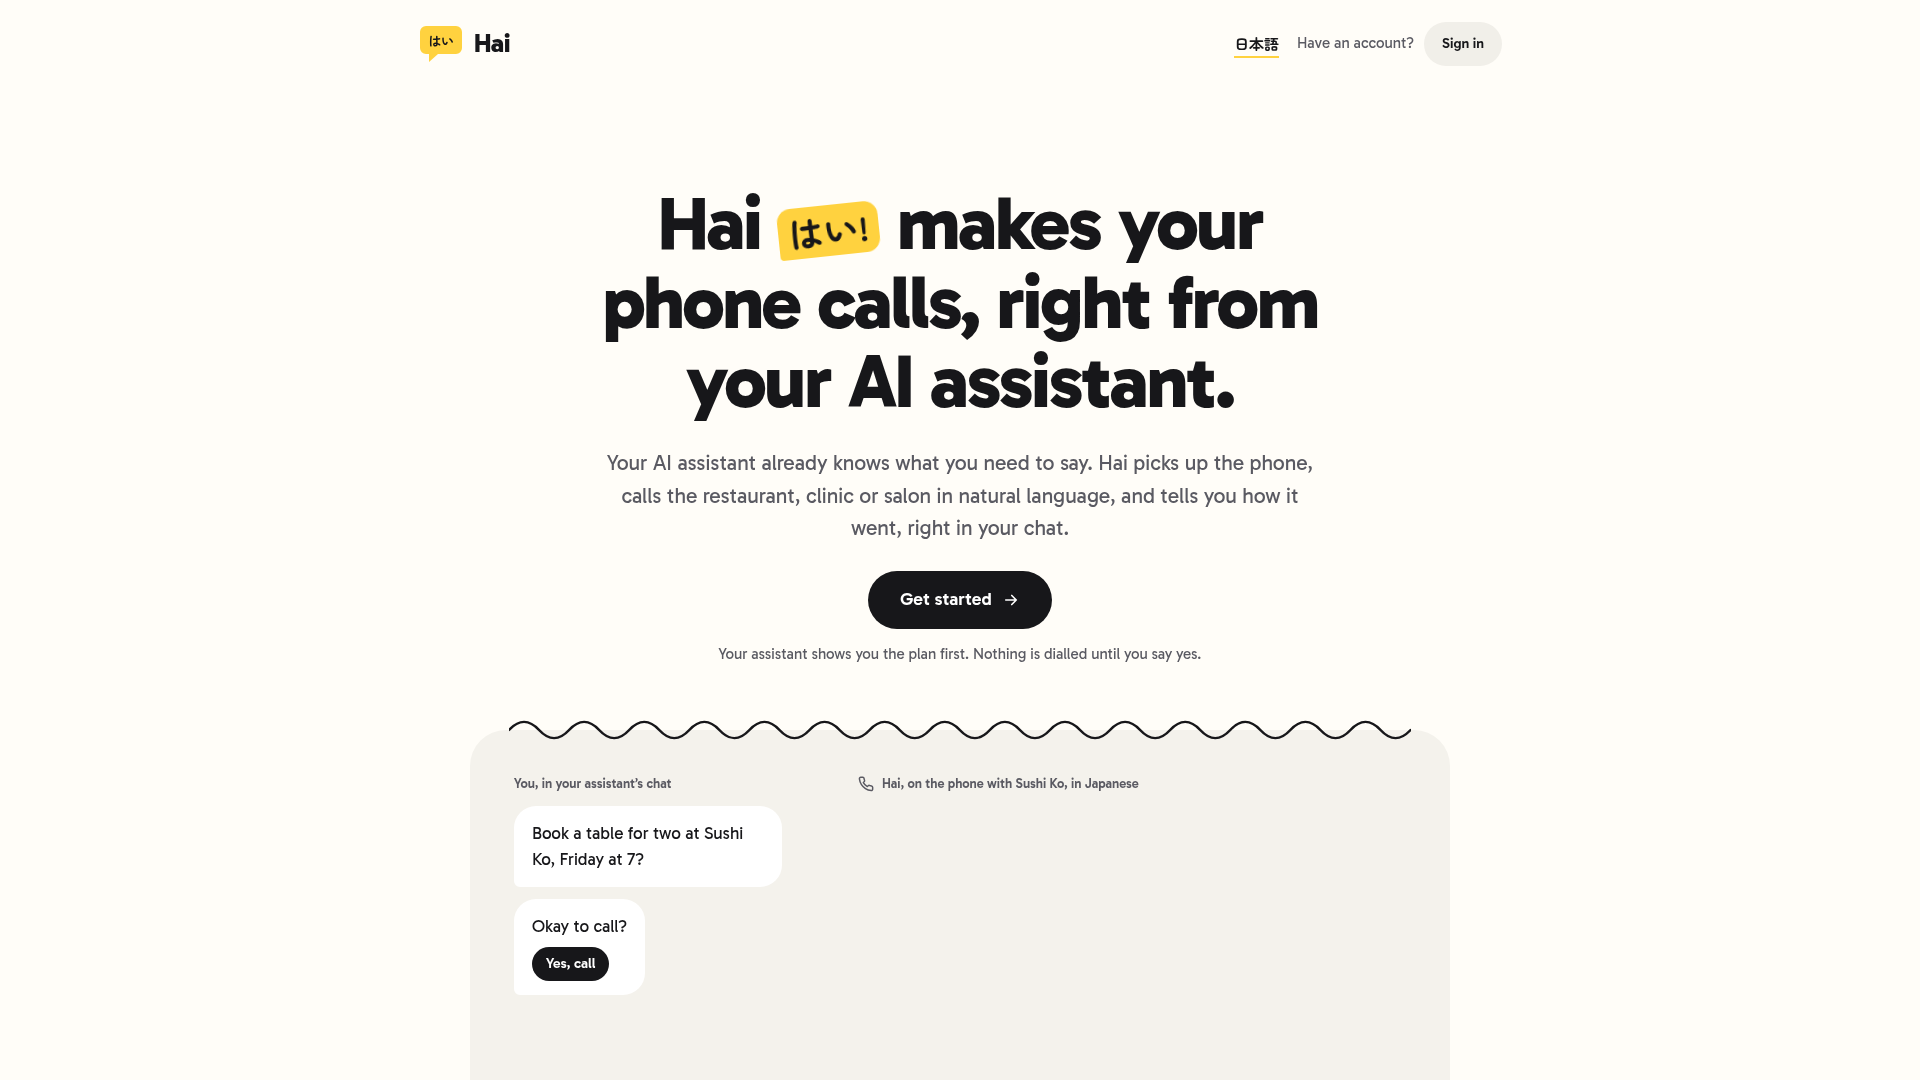 はい Hai
日本語 Have an account? Sign in
Hai はい! makes your
phone calls, right from
your AI assistant.
Your AI assistant already knows what you need to say. Hai picks up the phone,
calls the restaurant, clinic or salon in natural language, and tells you how it
went, right in your chat.
Get started
Your assistant shows you the plan first. Nothing is dialled until you say yes.
You, in your assistant’s chat
Book a table for two at Sushi
Ko, Friday at 7?
Okay to call?
Yes, call
Hai, on the phone with Sushi Ko, in Japanese